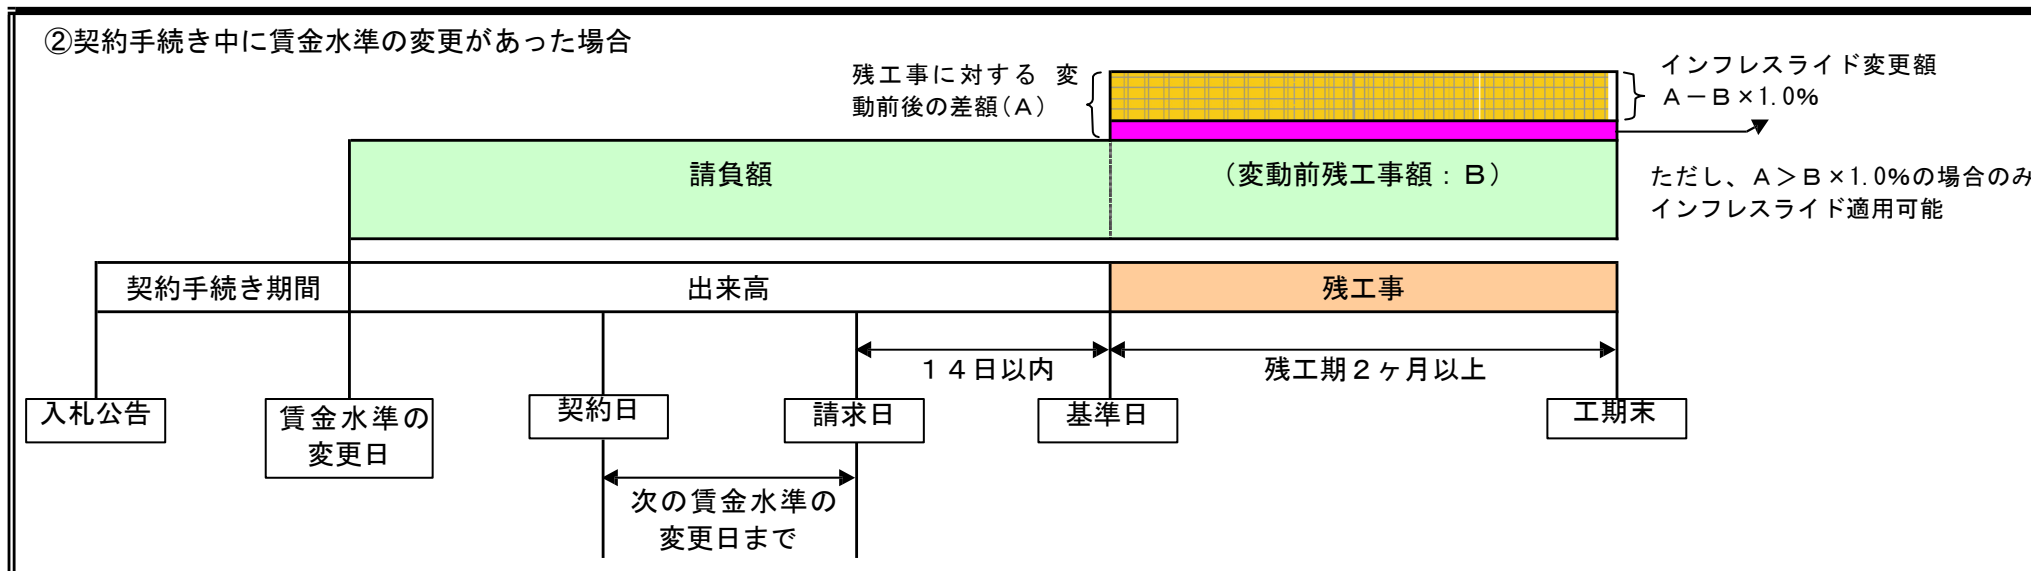 ②契約手続き中に賃金水準の変更があった場合
残工事に対する 変
動前後の差額(A)
インフレスライド変更額
A-B×1.0%
請負額
(変動前残工事額:B)
ただし、A>B×1.0%の場合のみ
インフレスライド適用可能
契約手続き期間
出来高
残工事
14日以内
残工期2ヶ月以上
入札公告
賃金水準の
変更日
契約日
請求日
基準日
工期末
次の賃金水準の
変更日まで